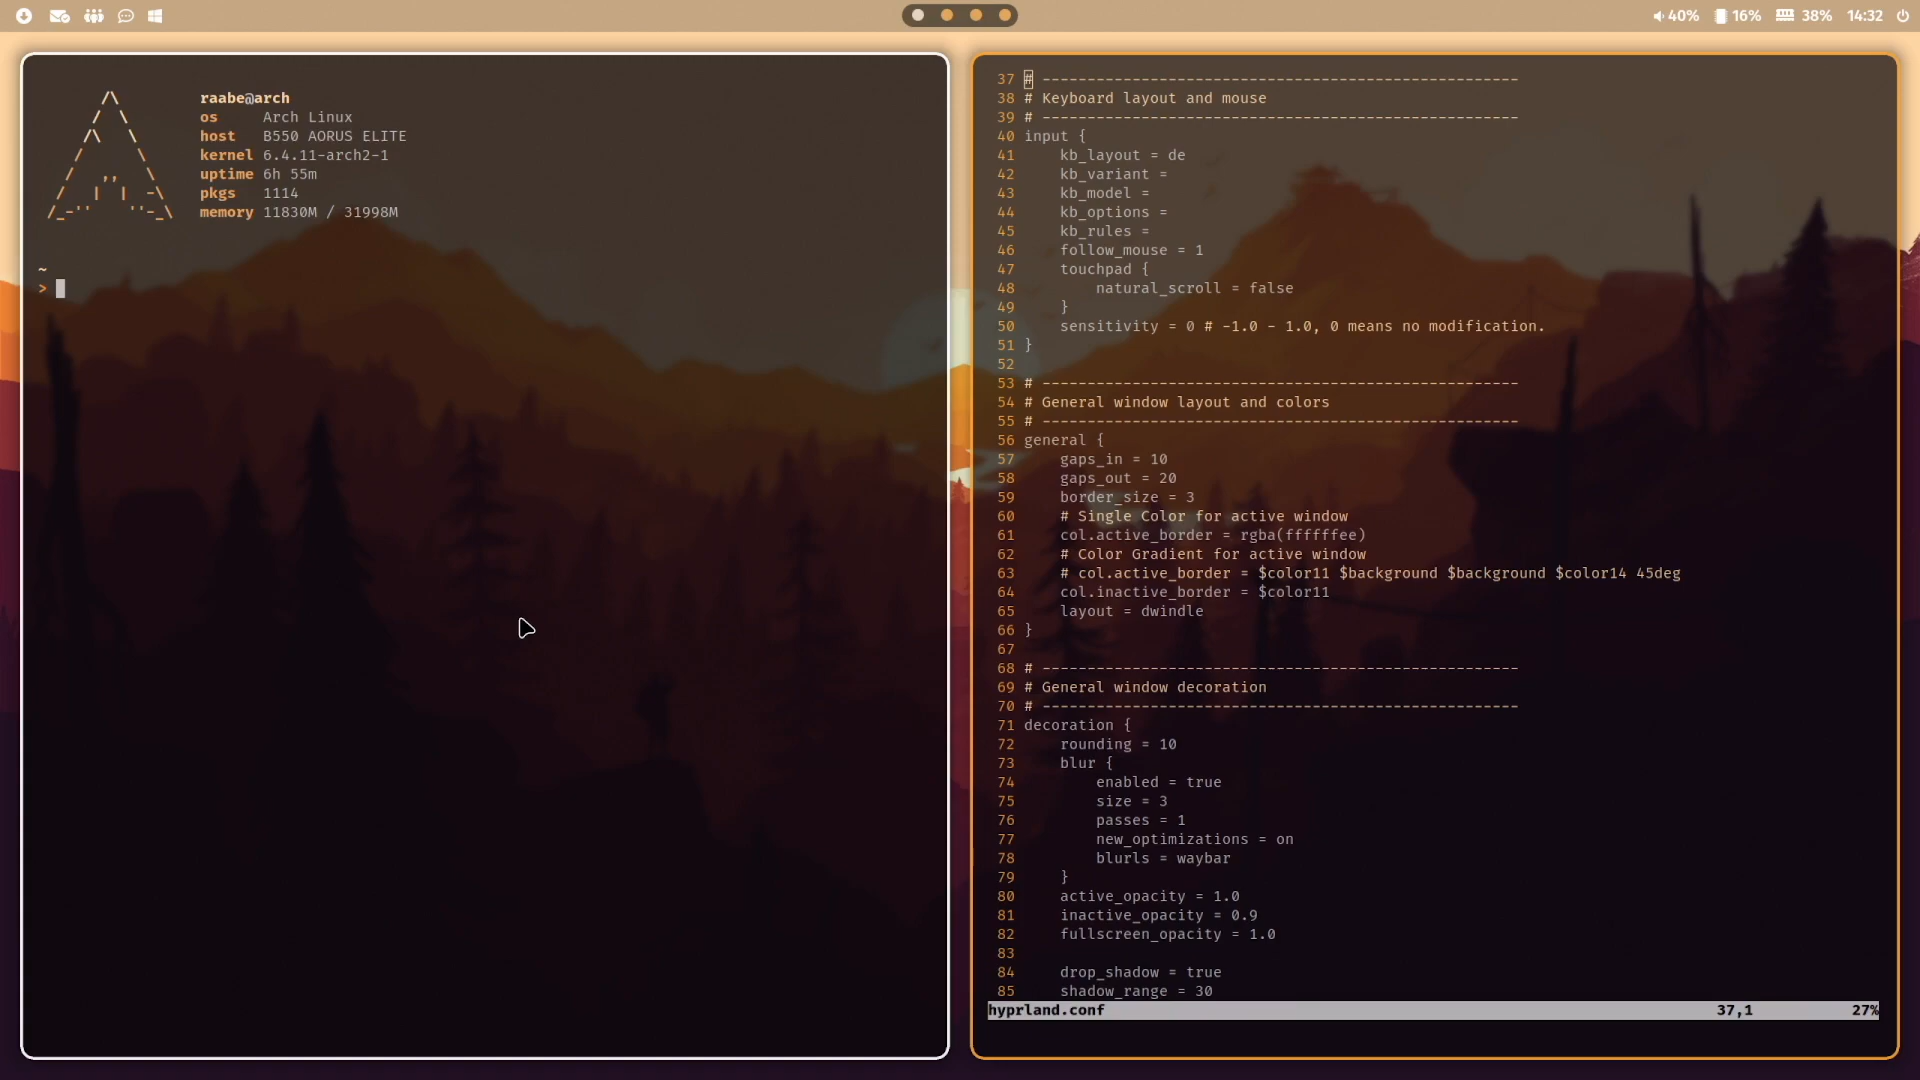 40% 16% 38% 14:32
raabe@arch
os Arch Linux
host B550 AORUS ELITE
kernel 6.4.11-arch2-1
uptime 6h 55m
pkgs 1114
memory 11830M / 31998M
~
>
37 # -----------------------------------------------------
38 # Keyboard layout and mouse
39 # -----------------------------------------------------
40 input {
41     kb_layout = de
42     kb_variant =
43     kb_model =
44     kb_options =
45     kb_rules =
46     follow_mouse = 1
47     touchpad {
48         natural_scroll = false
49     }
50     sensitivity = 0 # -1.0 - 1.0, 0 means no modification.
51 }
52
53 # -----------------------------------------------------
54 # General window layout and colors
55 # -----------------------------------------------------
56 general {
57     gaps_in = 10
58     gaps_out = 20
59     border_size = 3
60     # Single Color for active window
61     col.active_border = rgba(ffffffee)
62     # Color Gradient for active window
63     # col.active_border = $color11 $background $background $color14 45deg
64     col.inactive_border = $color11
65     layout = dwindle
66 }
67
68 # -----------------------------------------------------
69 # General window decoration
70 # -----------------------------------------------------
71 decoration {
72     rounding = 10
73     blur {
74         enabled = true
75         size = 3
76         passes = 1
77         new_optimizations = on
78         blurls = waybar
79     }
80     active_opacity = 1.0
81     inactive_opacity = 0.9
82     fullscreen_opacity = 1.0
83
84     drop_shadow = true
85     shadow_range = 30
hyprland.conf 37,1 27%